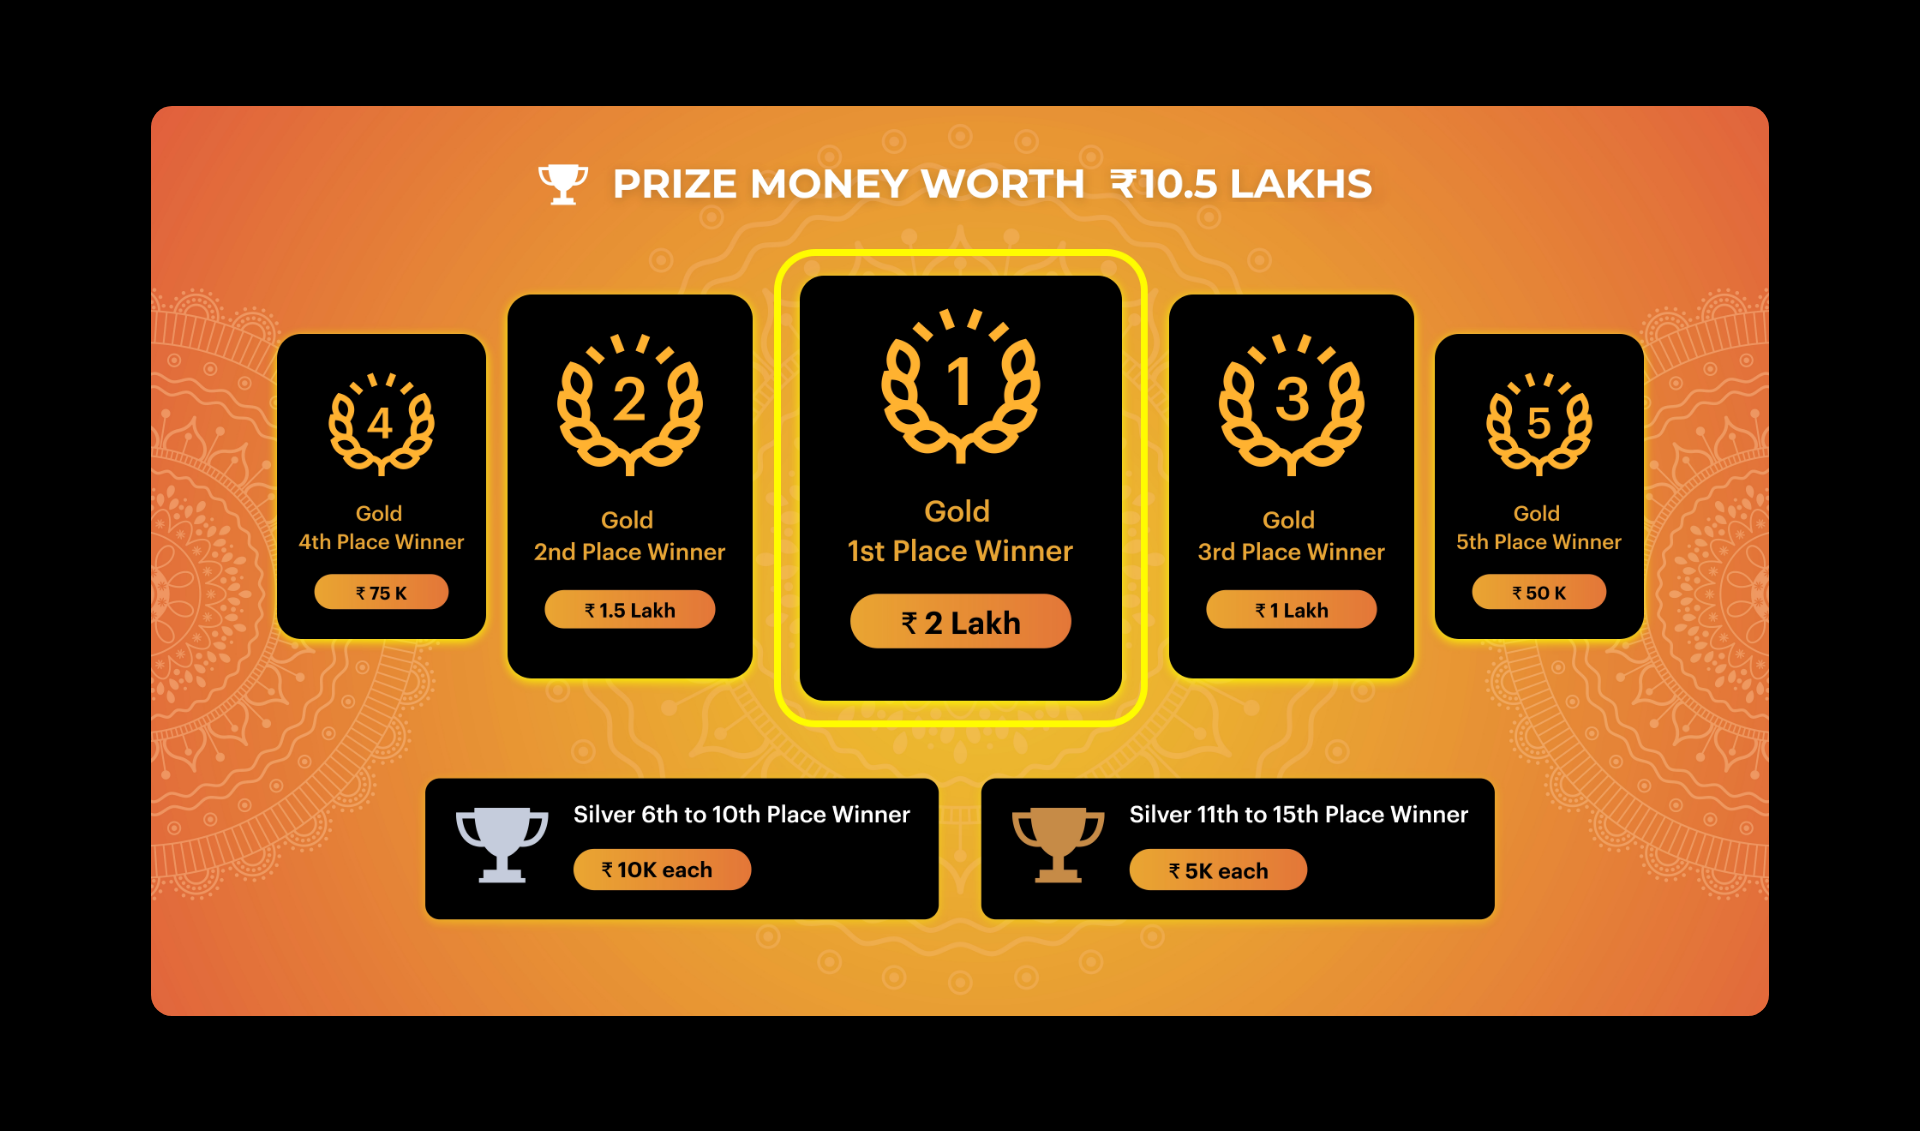 PRIZE MONEY WORTH ₹10.5 LAKHS
4
Gold
4th Place Winner
₹ 75 K
2
Gold
2nd Place Winner
₹ 1.5 Lakh
1
Gold
1st Place Winner
₹ 2 Lakh
3
Gold
3rd Place Winner
₹ 1 Lakh
5
Gold
5th Place Winner
₹ 50 K
Silver 6th to 10th Place Winner
₹ 10K each
Silver 11th to 15th Place Winner
₹ 5K each